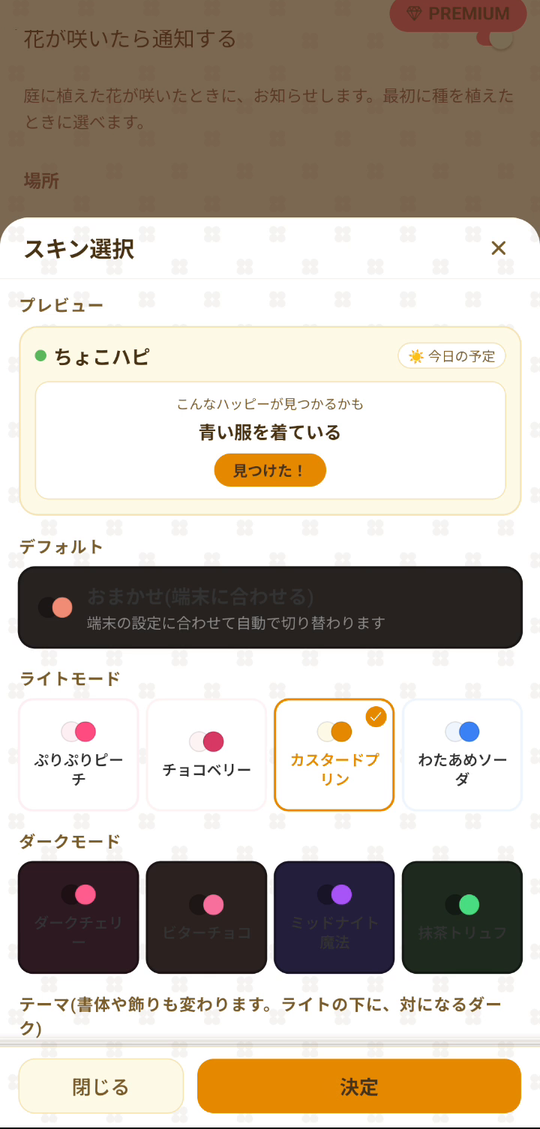 PREMIUM
花が咲いたら通知する
庭に植えた花が咲いたときに、お知らせします。最初に種を植えた
ときに選べます。
場所
スキン選択
プレビュー
ちょこハピ
今日の予定
こんなハッピーが見つかるかも
青い服を着ている
見つけた！
デフォルト
おまかせ(端末に合わせる)
端末の設定に合わせて自動で切り替わります
ライトモード
ぷりぷりピー
チ
チョコベリー
カスタードプ
リン
わたあめソー
ダ
ダークモード
ダークチェリ
ー
ビターチョコ
ミッドナイト
魔法
抹茶トリュフ
テーマ(書体や飾りも変わります。ライトの下に、対になるダー
ク)
閉じる
決定